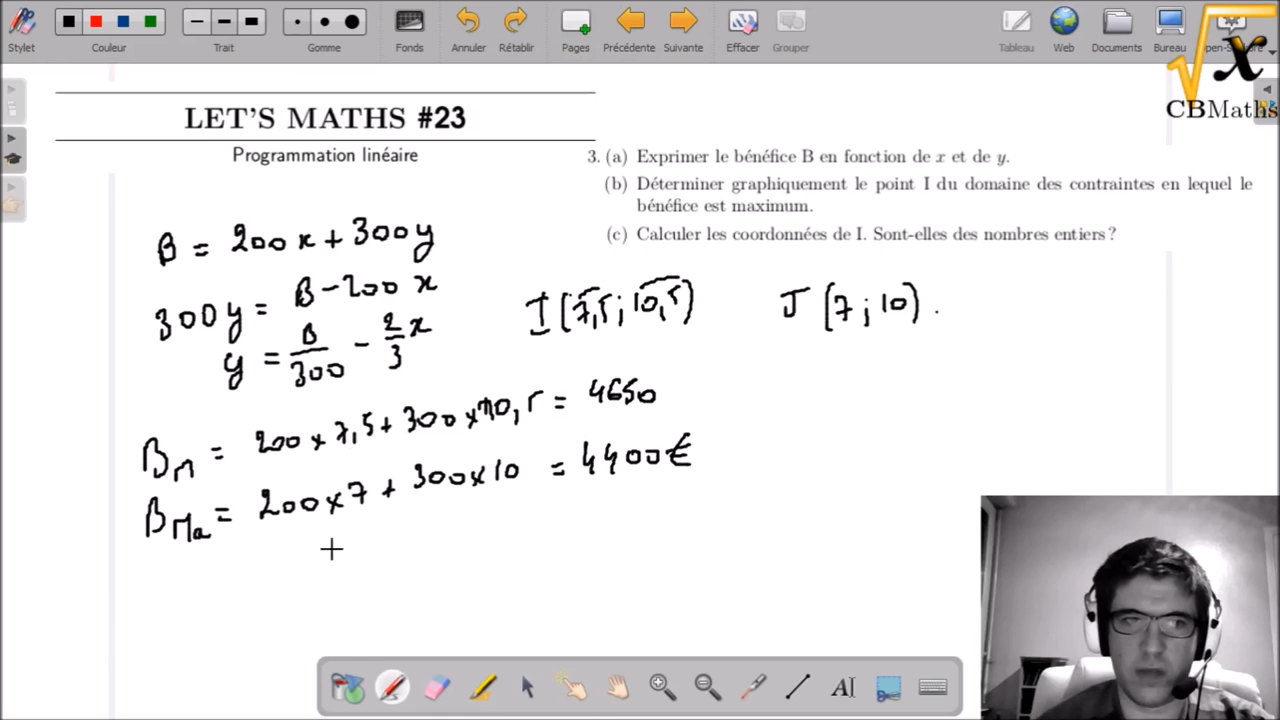 Stylet Couleur Trait Gomme Fonds Annuler Rétablir Pages Précédente Suivante Effacer Grouper Tableau Web Documents Bureau
√x
CBMaths
LET'S MATHS #23
Programmation linéaire
3. (a) Exprimer le bénéfice B en fonction de x et de y.
(b) Déterminer graphiquement le point I du domaine des contraintes en lequel le
bénéfice est maximum.
(c) Calculer les coordonnées de I. Sont-elles des nombres entiers ?
B = 200x + 300y
300y = B - 200x
y = B/300 - 2/3 x
I (7,5 ; 10,5)
J (7 ; 10).
B_M = 200 × 7,5 + 300 × 10,5 = 4650
B_Ma = 200 × 7 + 300 × 10 = 4400€
AI